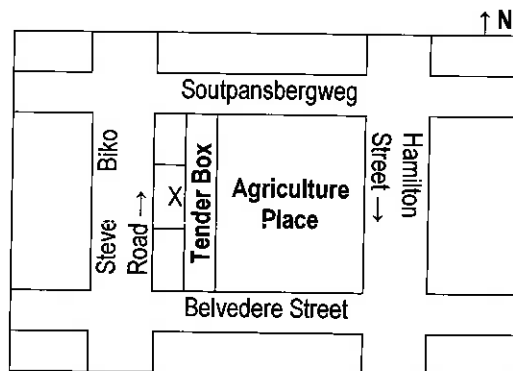 ↑ N
Soutpansbergweg
Steve Biko
Road →
X
Tender Box
Agriculture
Place
Hamilton
Street →
Belvedere Street